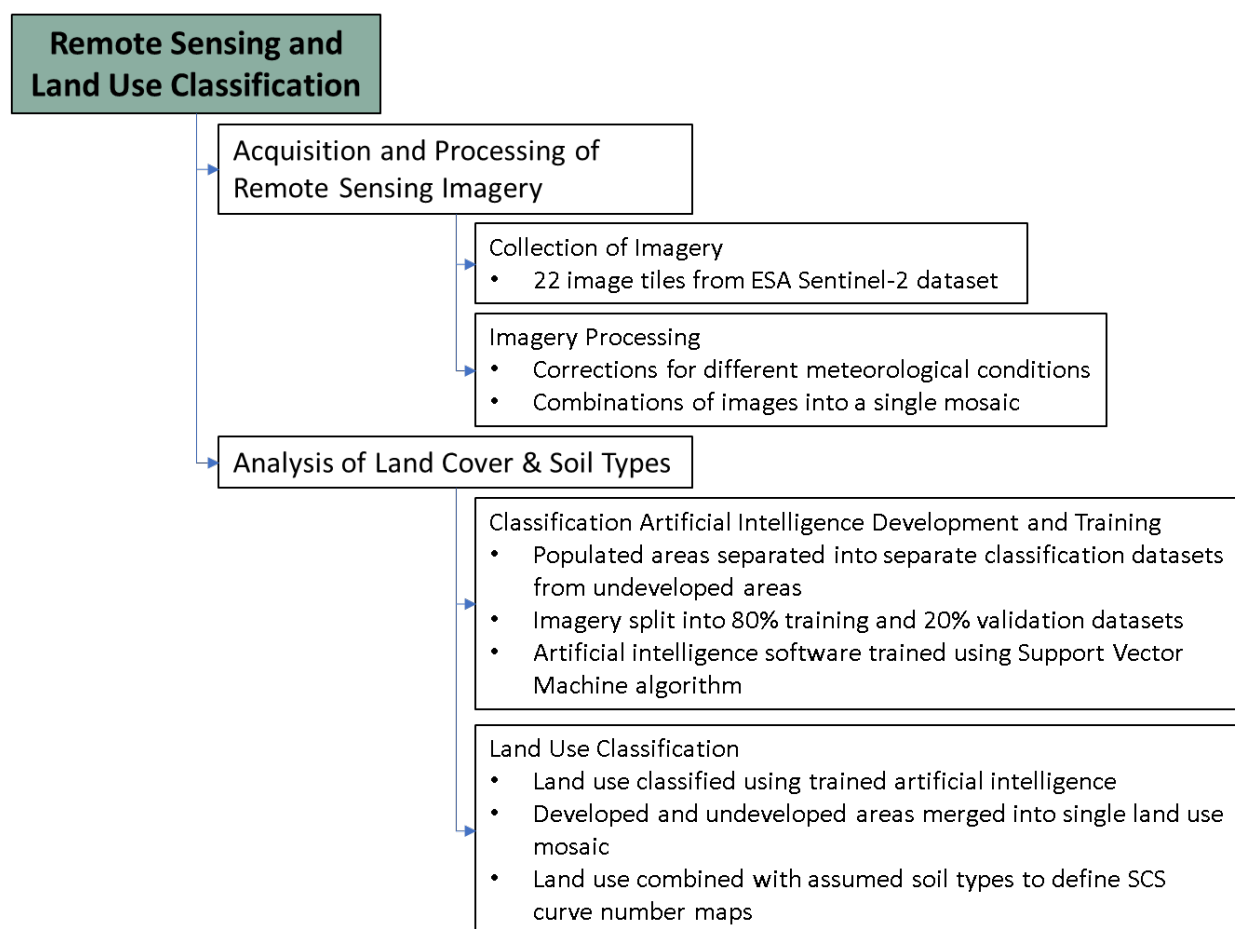 Remote Sensing and
Land Use Classification
Acquisition and Processing of
Remote Sensing Imagery
Collection of Imagery
• 22 image tiles from ESA Sentinel-2 dataset
Imagery Processing
• Corrections for different meteorological conditions
• Combinations of images into a single mosaic
Analysis of Land Cover & Soil Types
Classification Artificial Intelligence Development and Training
• Populated areas separated into separate classification datasets
from undeveloped areas
• Imagery split into 80% training and 20% validation datasets
• Artificial intelligence software trained using Support Vector
Machine algorithm
Land Use Classification
• Land use classified using trained artificial intelligence
• Developed and undeveloped areas merged into single land use
mosaic
• Land use combined with assumed soil types to define SCS
curve number maps